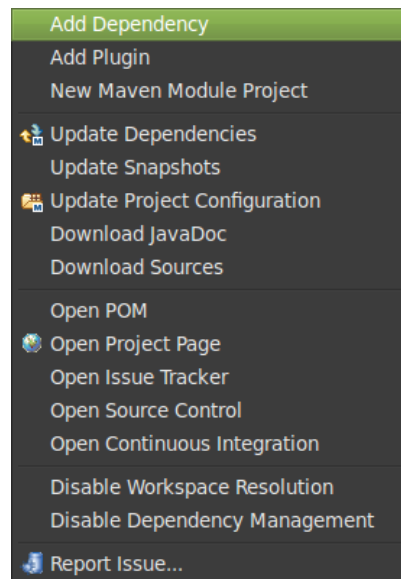 Add Dependency
Add Plugin
New Maven Module Project
Update Dependencies
Update Snapshots
Update Project Configuration
Download JavaDoc
Download Sources
Open POM
Open Project Page
Open Issue Tracker
Open Source Control
Open Continuous Integration
Disable Workspace Resolution
Disable Dependency Management
Report Issue...